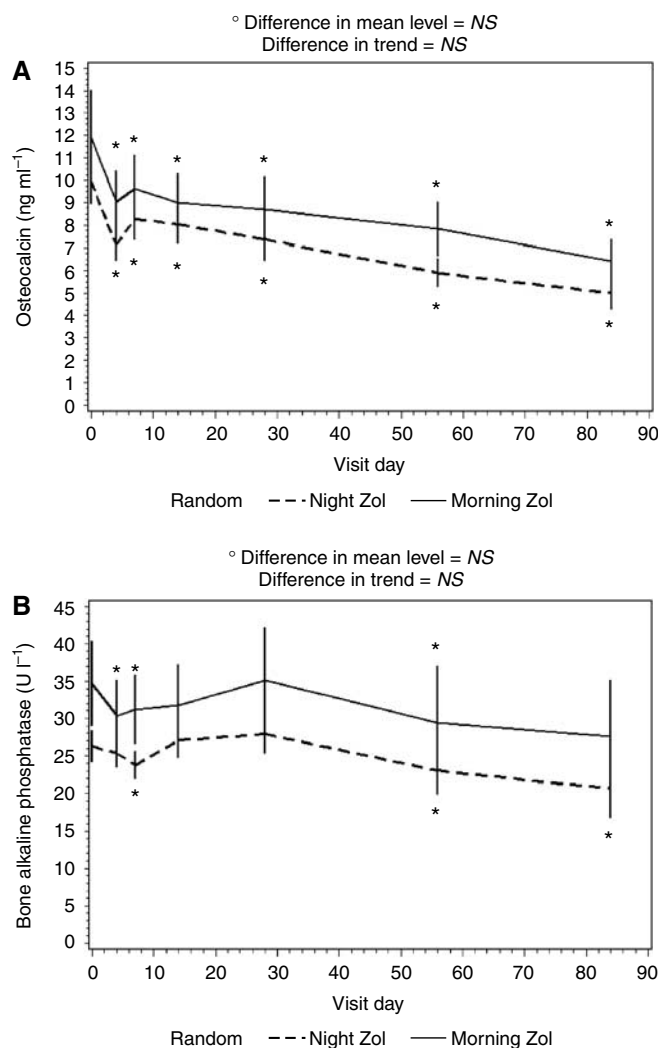 ° Difference in mean level = NS
Difference in trend = NS
A
15
14
13
12
11
10
9
8
7
6
5
4
3
2
1
0
Osteocalcin (ng ml⁻¹)
* * * * * *
* * * * * *
0 10 20 30 40 50 60 70 80 90
Visit day
Random Night Zol Morning Zol
° Difference in mean level = NS
Difference in trend = NS
B
45
40
35
30
25
20
15
10
5
0
Bone alkaline phosphatase (U l⁻¹)
* * *
* * *
0 10 20 30 40 50 60 70 80 90
Visit day
Random Night Zol Morning Zol